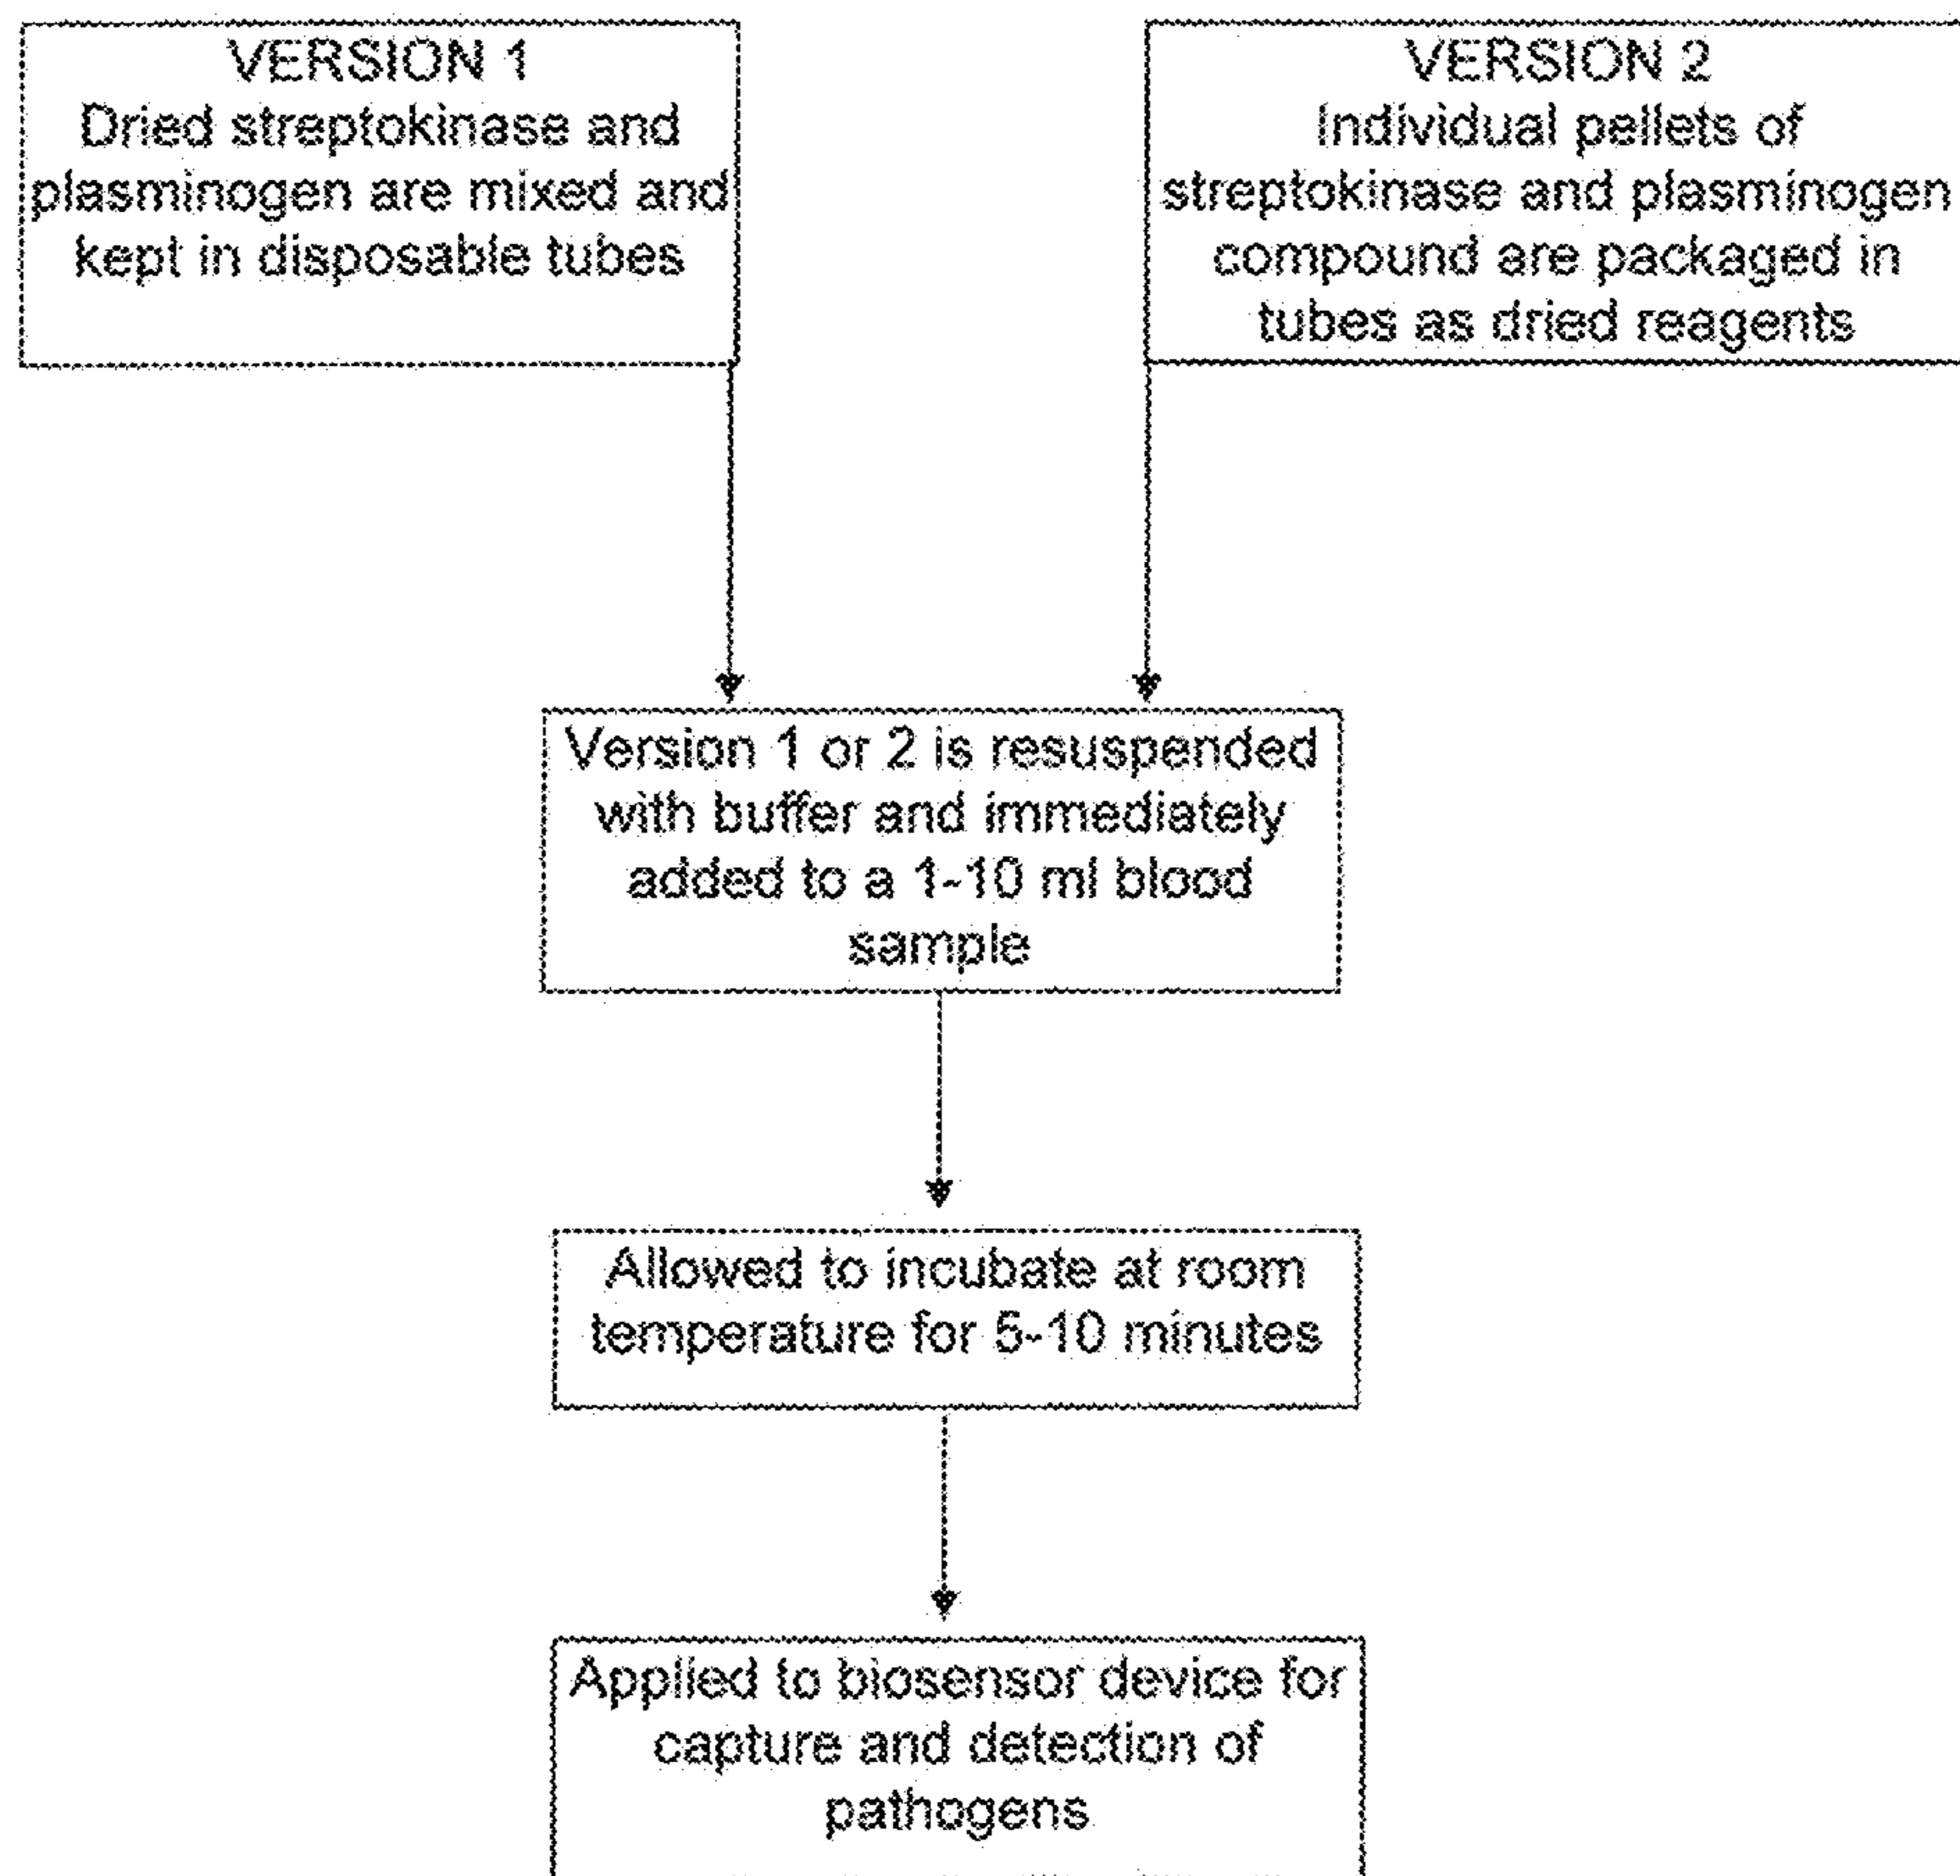 VERSION 1
Dried streptokinase and
plasminogen are mixed and
kept in disposable tubes
VERSION 2
Individual pellets of
streptokinase and plasminogen
compound are packaged in
tubes as dried reagents
Version 1 or 2 is resuspended
with buffer and immediately
added to a 1-10 ml blood
sample
Allowed to incubate at room
temperature for 5-10 minutes
Applied to biosensor device for
capture and detection of
pathogens